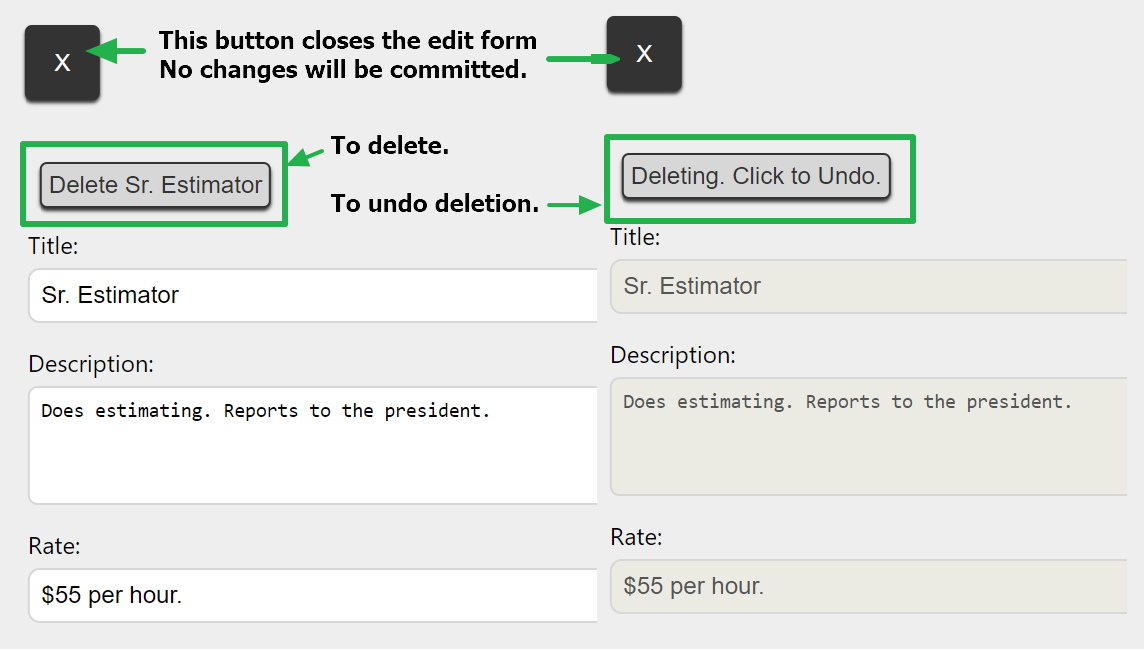 X
This button closes the edit form
No changes will be committed.
X
To delete.
Delete Sr. Estimator
To undo deletion.
Deleting. Click to Undo.
Title:
Sr. Estimator
Description:
Does estimating. Reports to the president.
Rate:
$55 per hour.
Title:
Sr. Estimator
Description:
Does estimating. Reports to the president.
Rate:
$55 per hour.